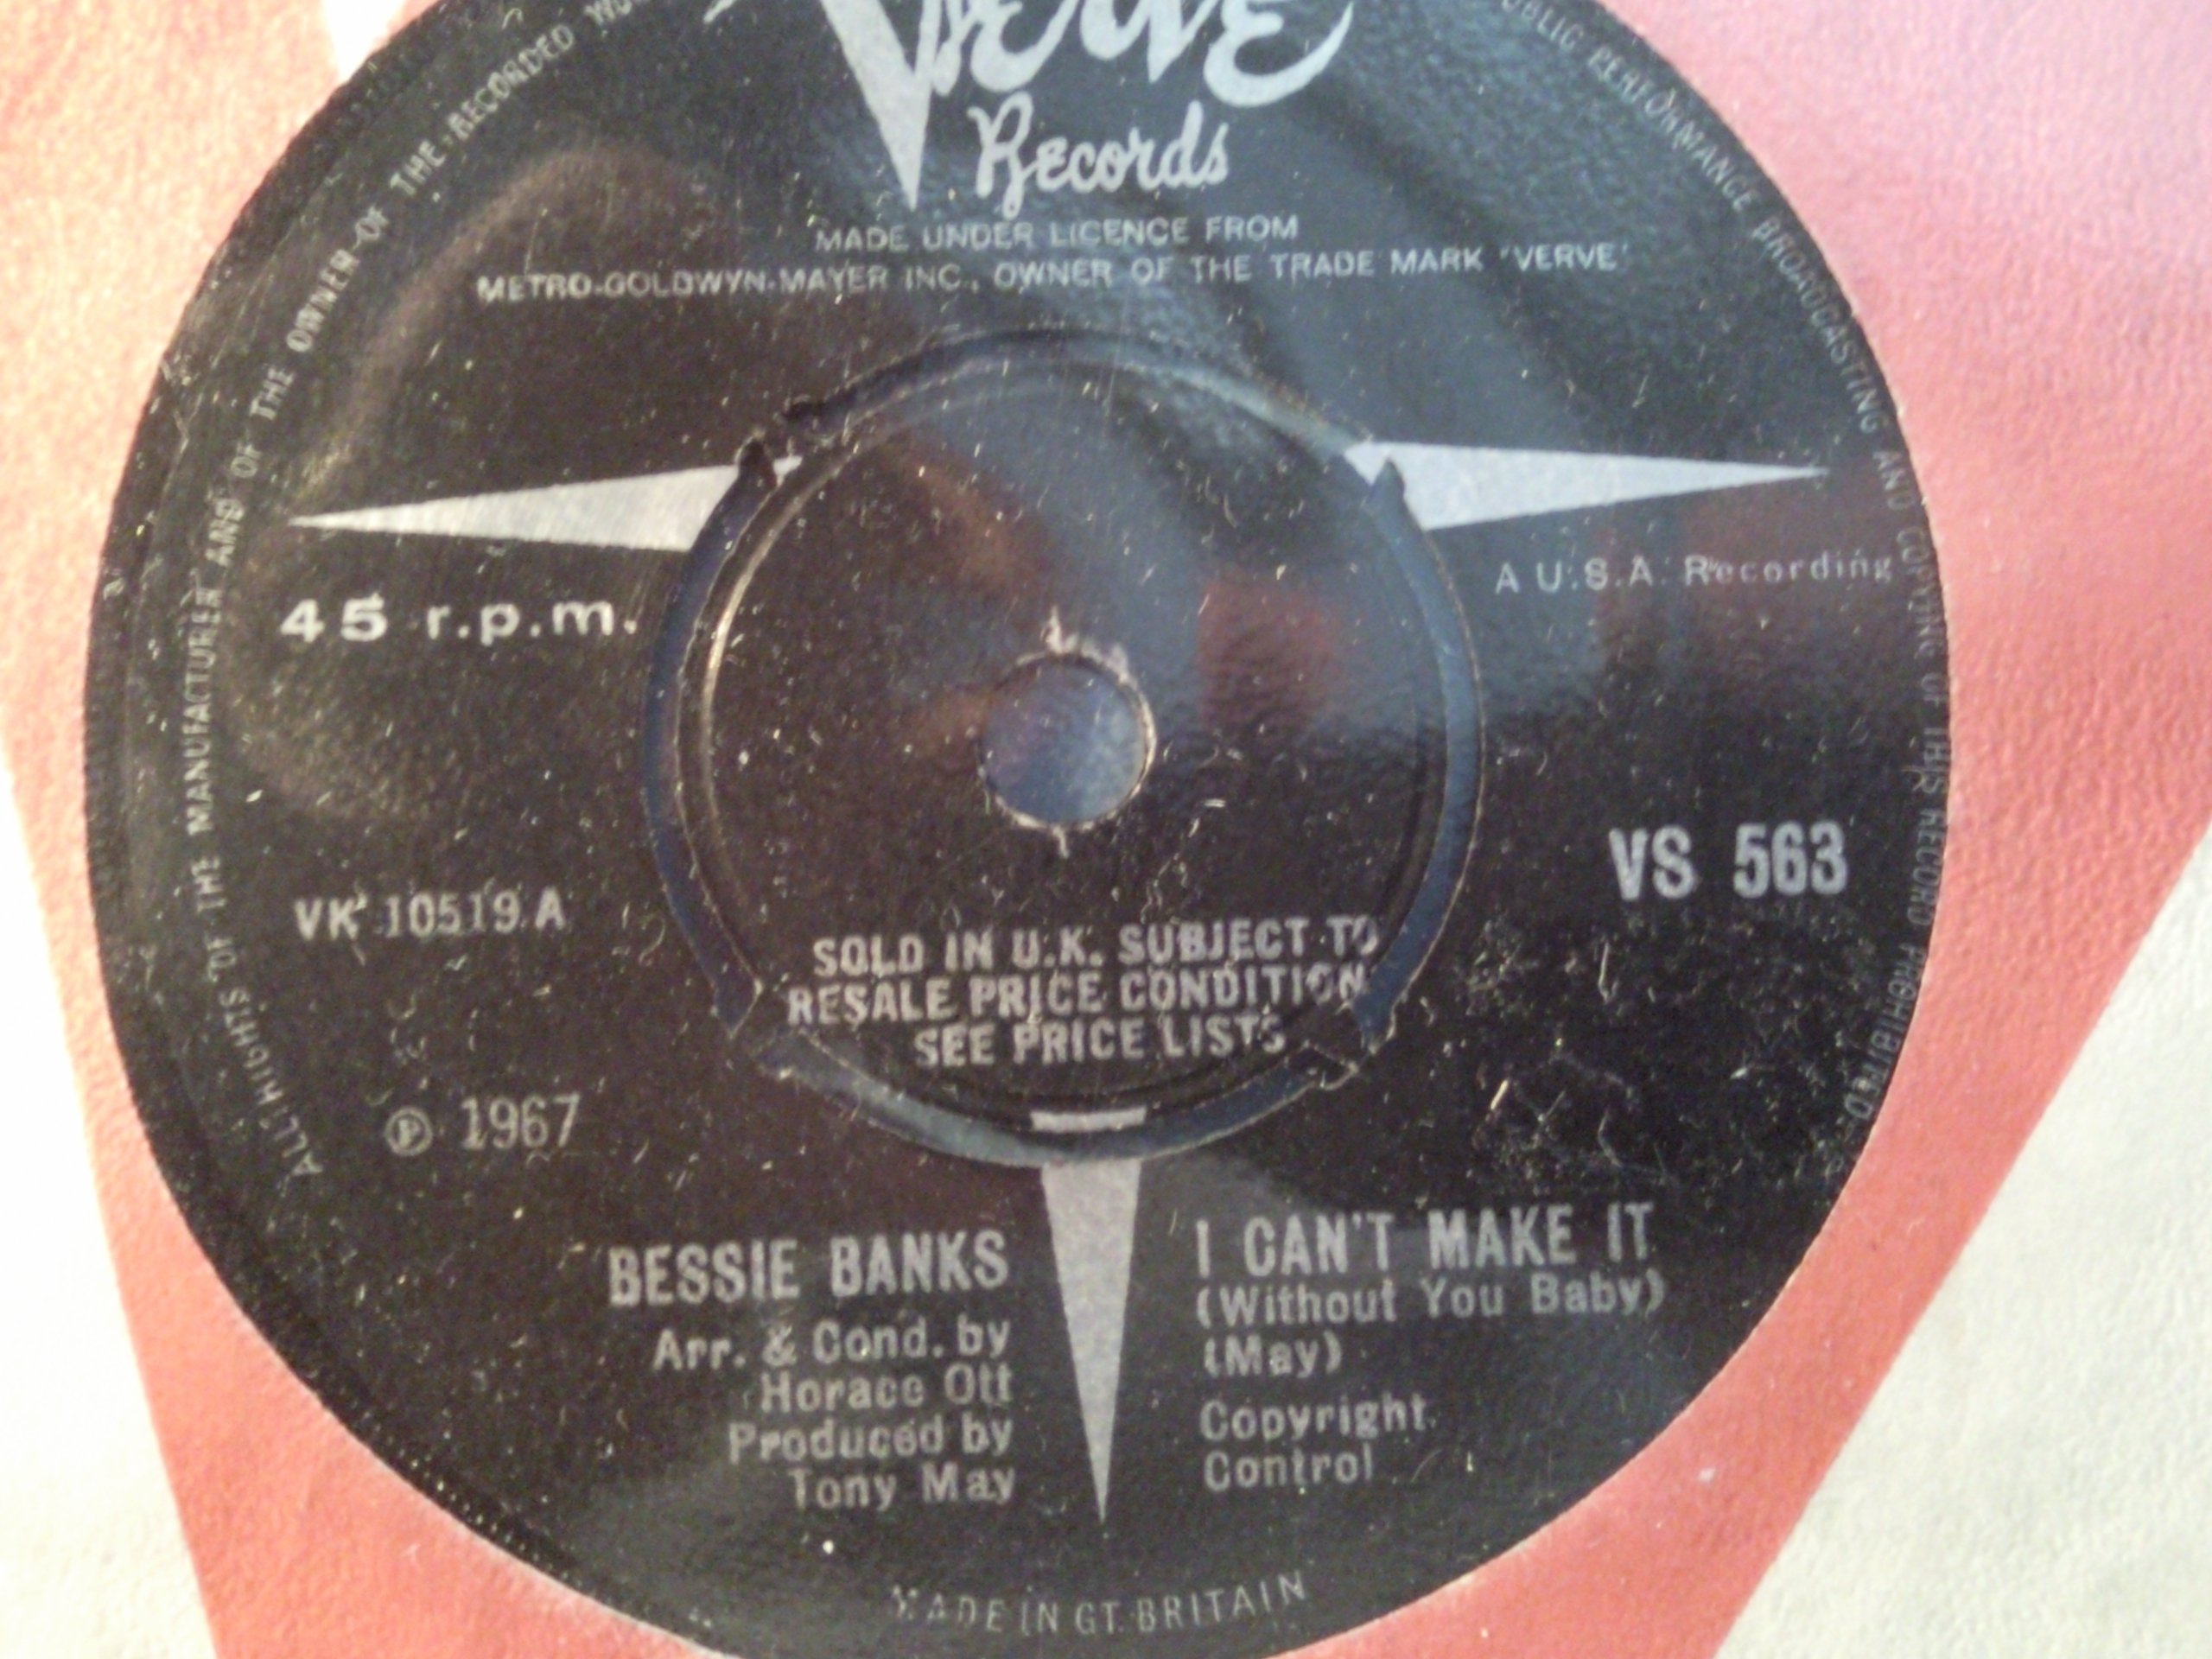 VERVE
Records
MADE UNDER LICENCE FROM
METRO-GOLDWYN-MAYER INC., OWNER OF THE TRADE MARK 'VERVE'
ALL RIGHTS OF THE MANUFACTURER AND OF THE OWNER OF THE RECORDED
PUBLIC PERFORMANCE BROADCASTING AND COPYING OF THIS RECORD PROHIBITED
45 r.p.m.
A U.S.A. Recording
VS 563
VK 10519 A
SOLD IN U.K. SUBJECT TO
RESALE PRICE CONDITION
SEE PRICE LISTS
℗ 1967
BESSIE BANKS
Arr. & Cond. by
Horace Ott
Produced by
Tony May
I CAN'T MAKE IT
(Without You Baby)
(May)
Copyright
Control
MADE IN GT. BRITAIN